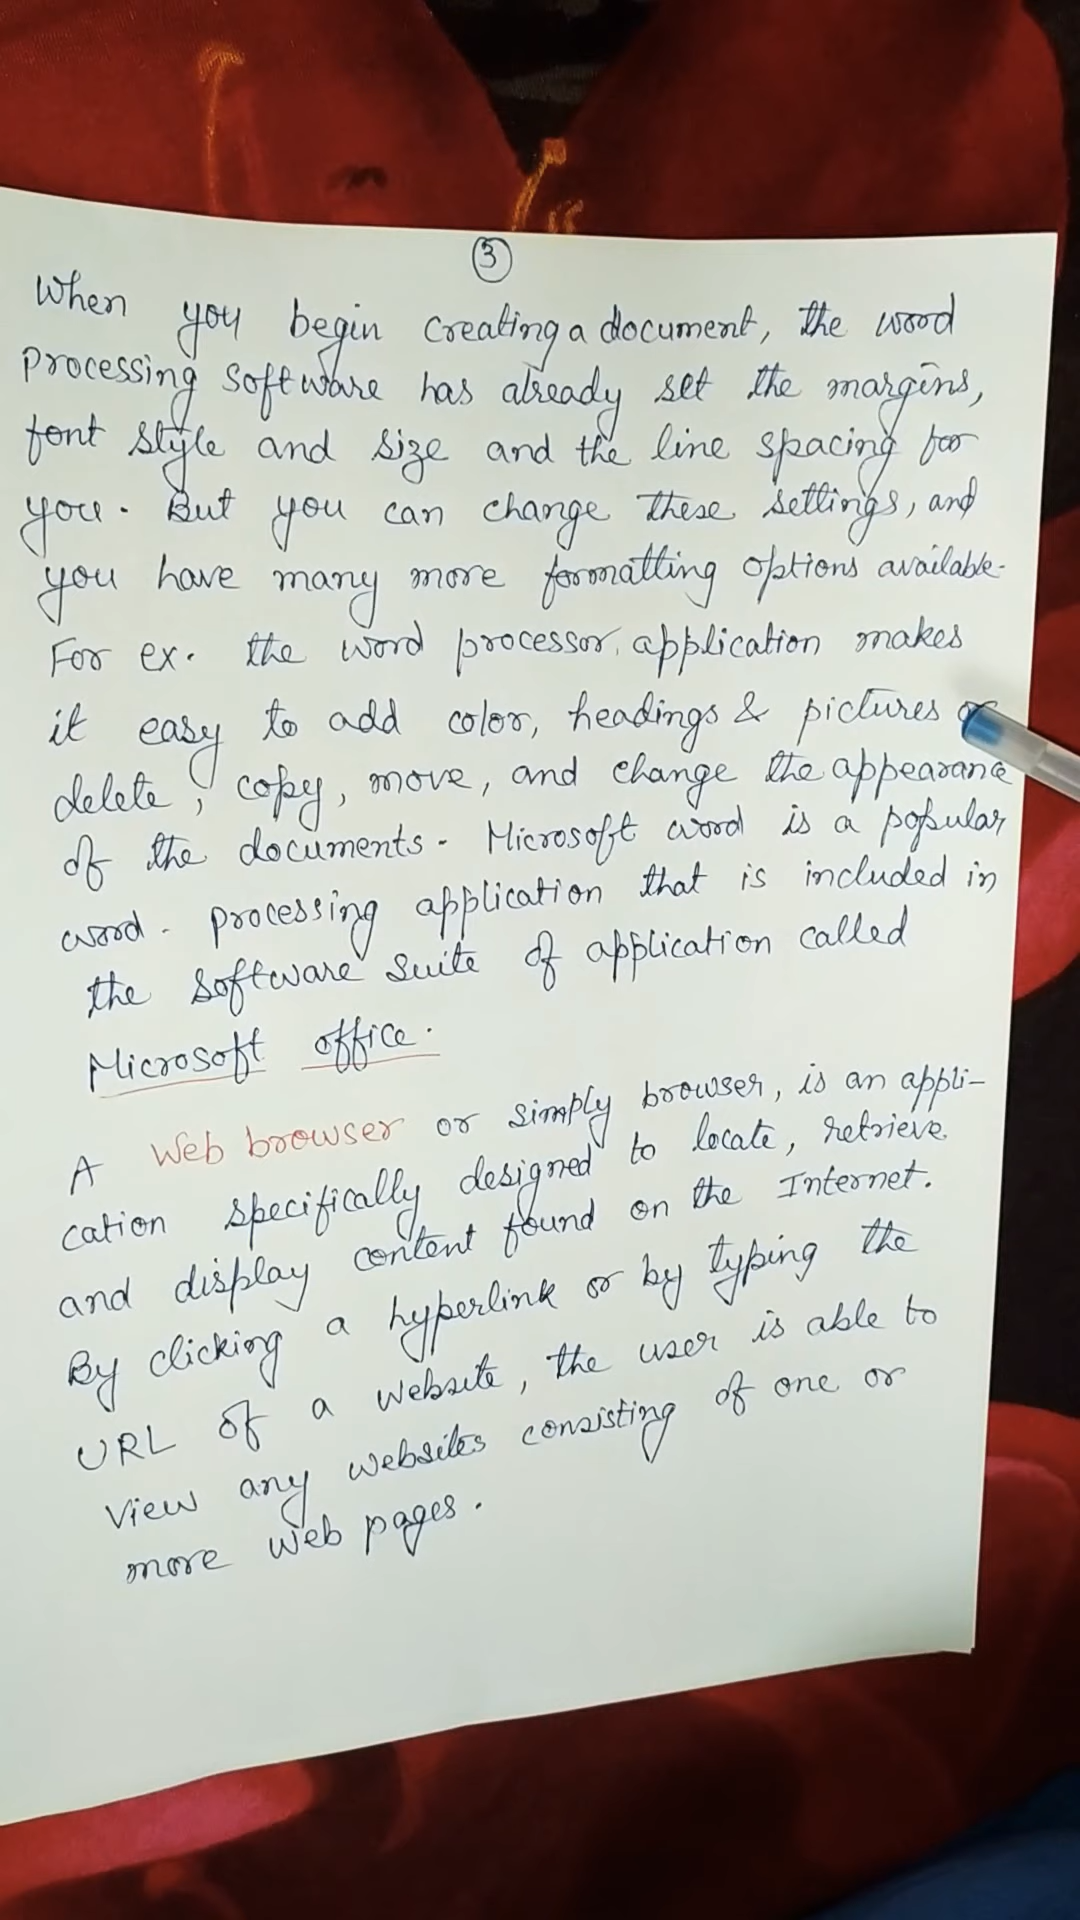 3
When you begin creating a document, the word
processing software has already set the margins,
font style and size and the line spacing for
you. But you can change these settings, and
you have many more formatting options available.
For ex. the word processor, application makes
it easy to add color, headings & pictures or
delete, copy, move, and change the appearance
of the documents. Microsoft word is a popular
word - processing application that is included in
the software suite of application called
Microsoft office.
A Web browser or simply browser, is an appli-
cation specifically designed to locate, retrieve
and display content found on the Internet.
By clicking a hyperlink or by typing the
URL of a website, the user is able to
view any websites consisting of one or
more web pages.